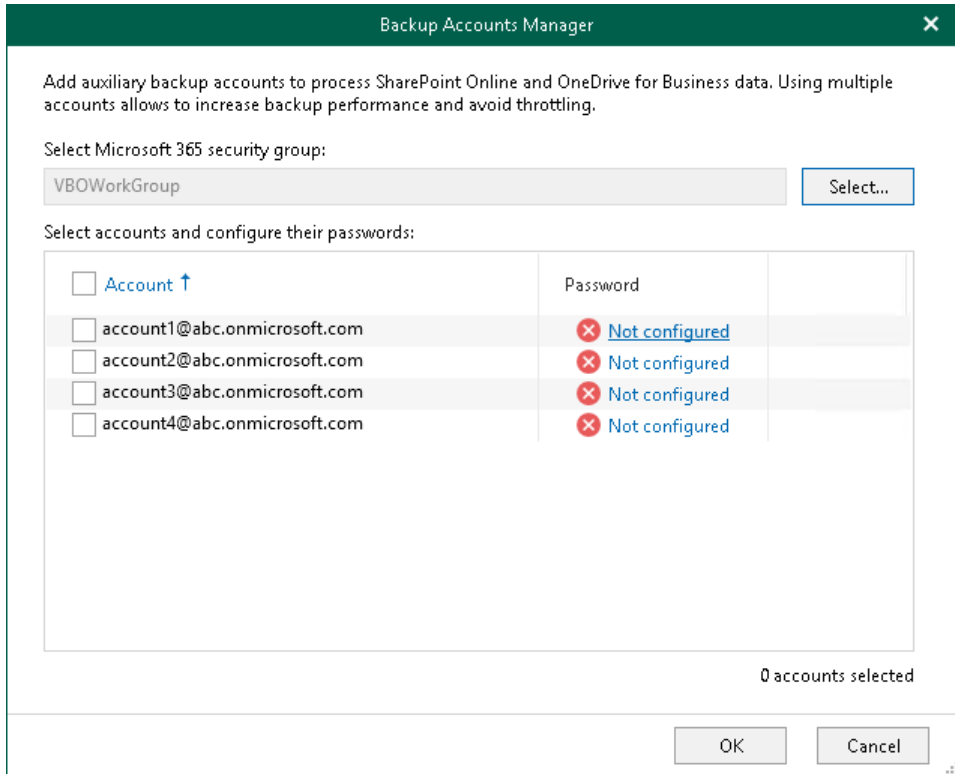 Backup Accounts Manager
Add auxiliary backup accounts to process SharePoint Online and OneDrive for Business data. Using multiple
accounts allows to increase backup performance and avoid throttling.
Select Microsoft 365 security group:
VBOWorkGroup
Select...
Select accounts and configure their passwords:
Account ↑ Password
account1@abc.onmicrosoft.com Not configured
account2@abc.onmicrosoft.com Not configured
account3@abc.onmicrosoft.com Not configured
account4@abc.onmicrosoft.com Not configured
0 accounts selected
OK Cancel